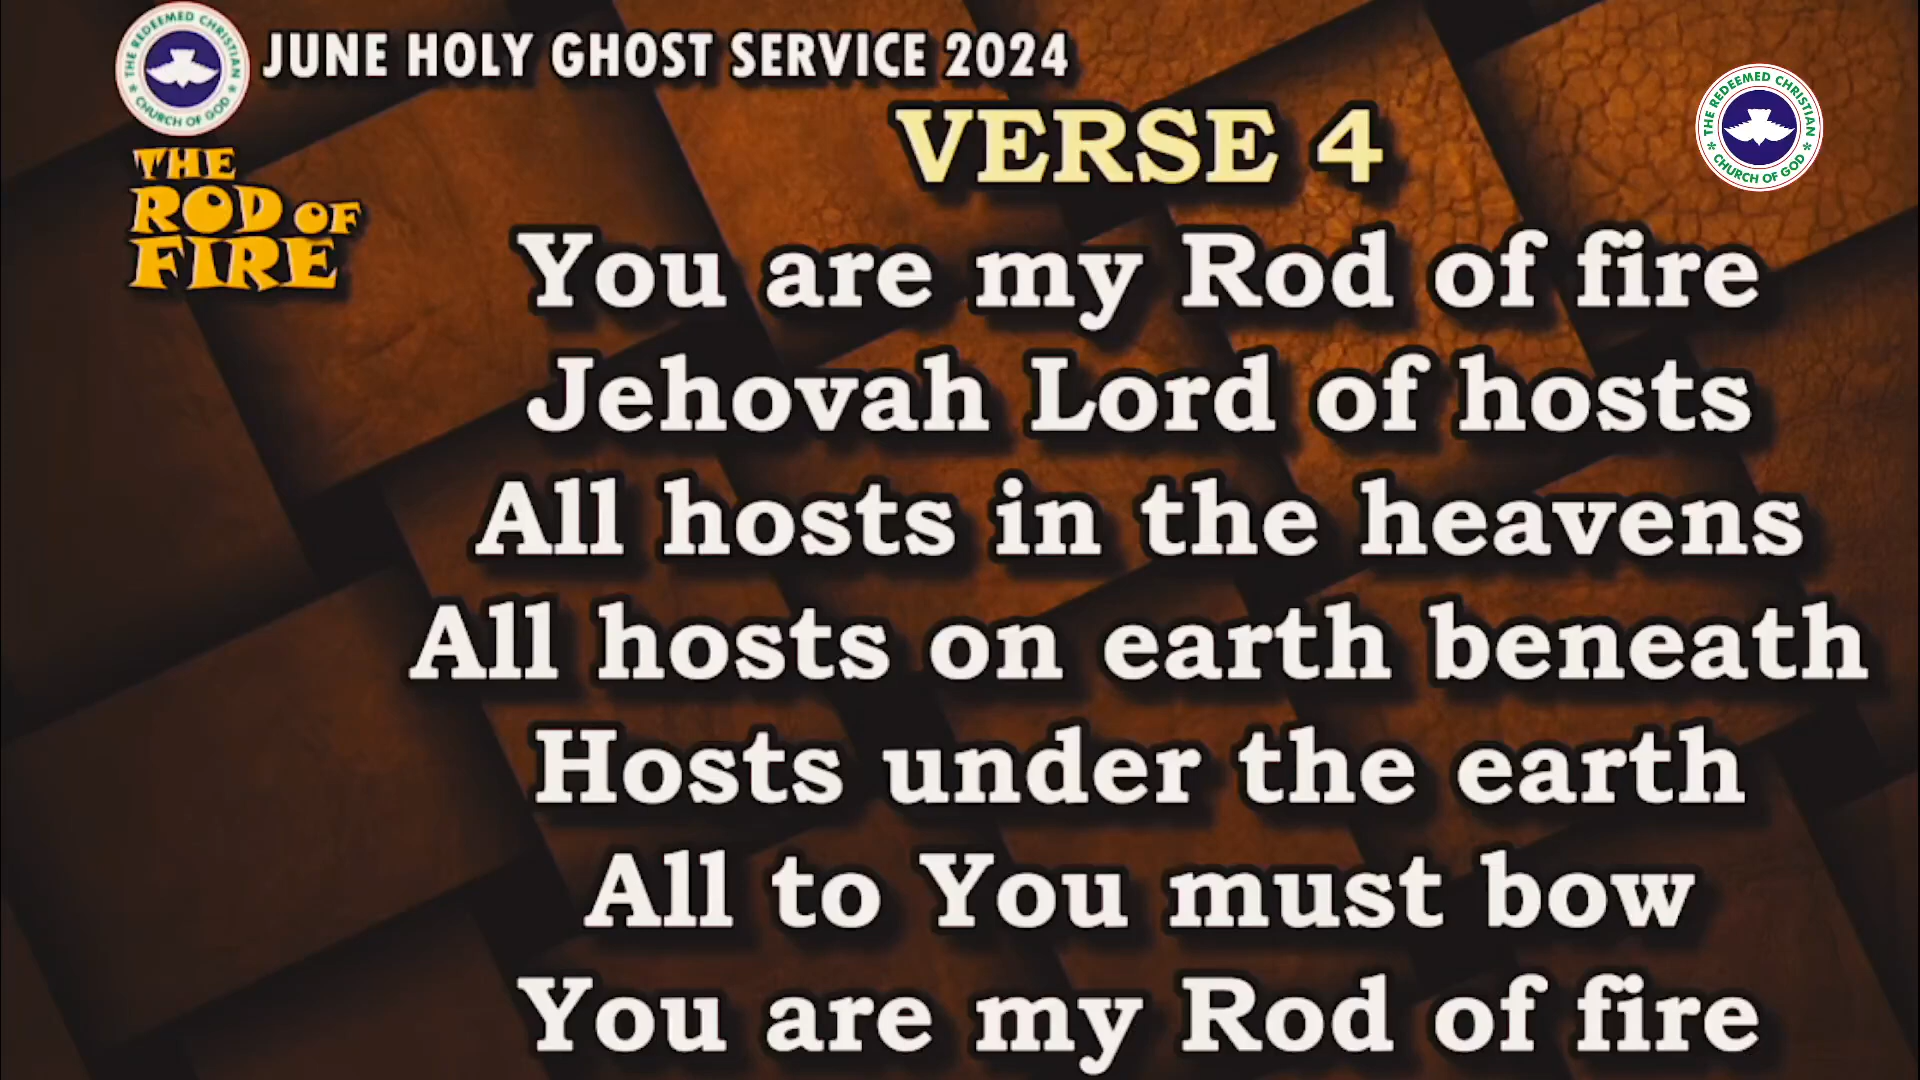 THE REDEEMED CHRISTIAN
CHURCH OF GOD
JUNE HOLY GHOST SERVICE 2024
THE
ROD OF
FIRE
THE REDEEMED CHRISTIAN
CHURCH OF GOD
VERSE 4
You are my Rod of fire
Jehovah Lord of hosts
All hosts in the heavens
All hosts on earth beneath
Hosts under the earth
All to You must bow
You are my Rod of fire